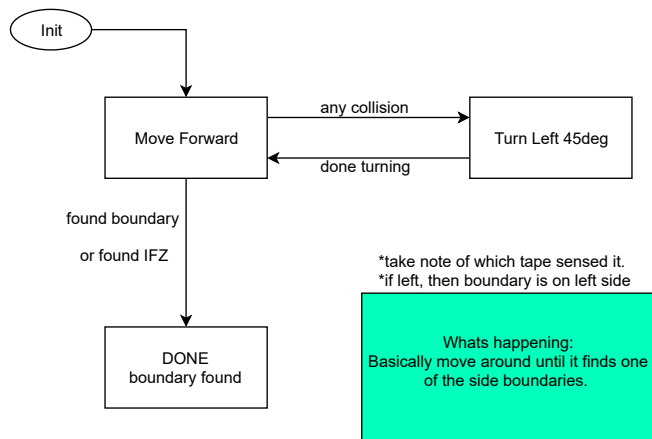 Init
any collision
Move Forward
Turn Left 45deg
done turning
found boundary
or found IFZ
*take note of which tape sensed it.
*if left, then boundary is on left side
DONE
boundary found
Whats happening:
Basically move around until it finds one
of the side boundaries.